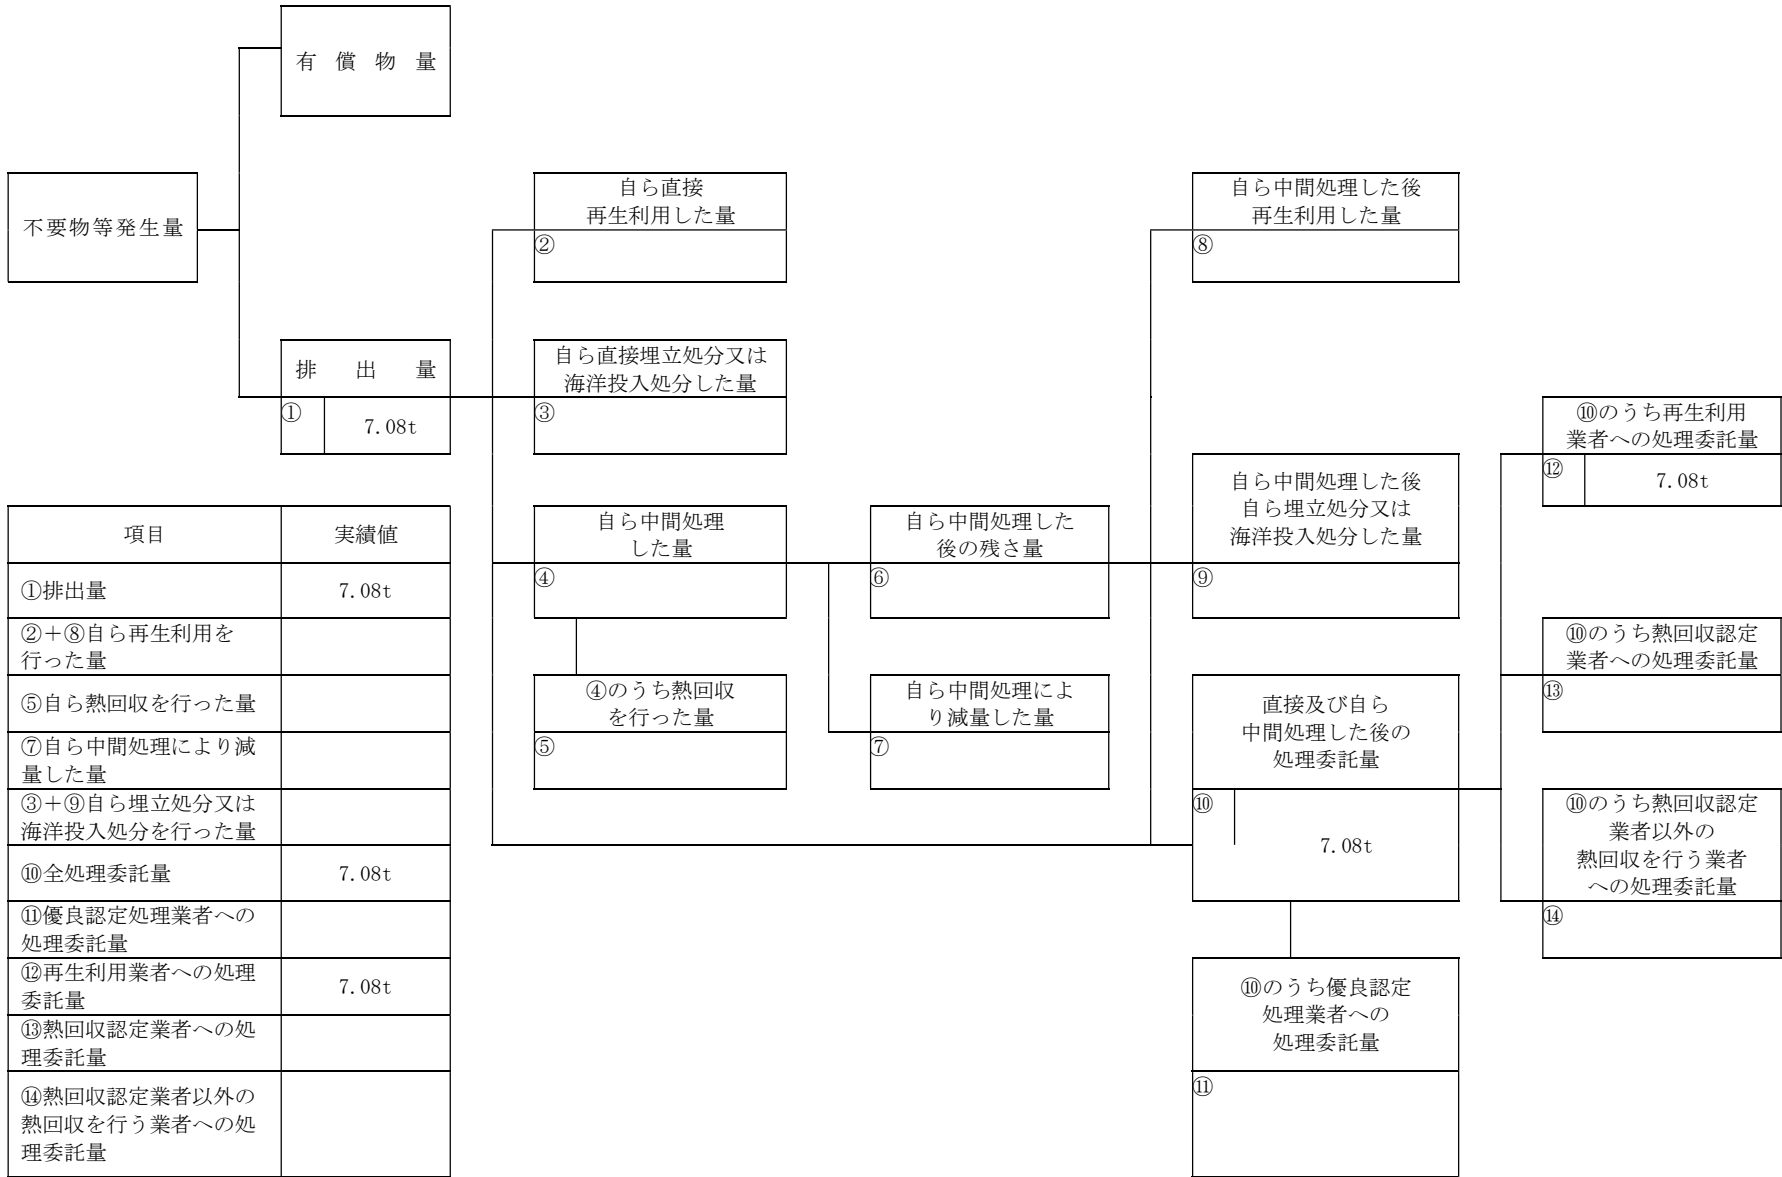 有償物量
不要物等発生量
自ら直接
再生利用した量
②
自ら中間処理した後
再生利用した量
⑧
排出量
①
7.08t
自ら直接埋立処分又は
海洋投入処分した量
③
⑩のうち再生利用
業者への処理委託量
⑫
7.08t
自ら中間処理した後
自ら埋立処分又は
海洋投入処分した量
⑨
自ら中間処理
した量
④
自ら中間処理した
後の残さ量
⑥
⑩のうち熱回収認定
業者への処理委託量
⑬
④のうち熱回収
を行った量
⑤
自ら中間処理によ
り減量した量
⑦
直接及び自ら
中間処理した後の
処理委託量
⑩
7.08t
⑩のうち熱回収認定
業者以外の
熱回収を行う業者
への処理委託量
⑭
⑩のうち優良認定
処理業者への
処理委託量
⑪
項目 実績値
①排出量 7.08t
②+⑧自ら再生利用を
行った量
⑤自ら熱回収を行った量
⑦自ら中間処理により減
量した量
③+⑨自ら埋立処分又は
海洋投入処分を行った量
⑩全処理委託量 7.08t
⑪優良認定処理業者への
処理委託量
⑫再生利用業者への処理
委託量 7.08t
⑬熱回収認定業者への処
理委託量
⑭熱回収認定業者以外の
熱回収を行う業者への処
理委託量